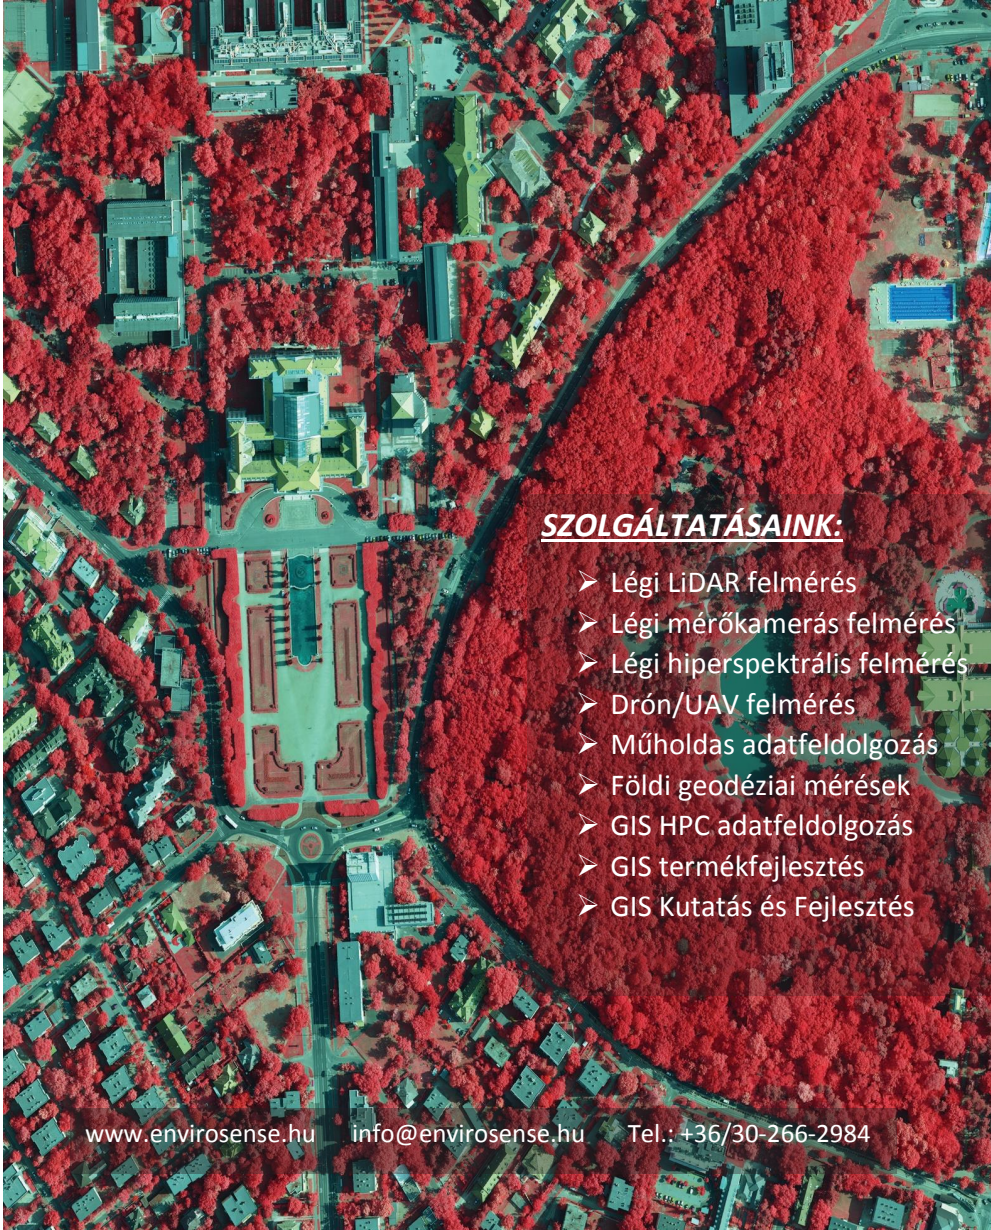 SZOLGÁLTATÁSAINK:
➢ Légi LiDAR felmérés
➢ Légi mérőkamerás felmérés
➢ Légi hiperspektrális felmérés
➢ Drón/UAV felmérés
➢ Műholdas adatfeldolgozás
➢ Földi geodéziai mérések
➢ GIS HPC adatfeldolgozás
➢ GIS termékfejlesztés
➢ GIS Kutatás és Fejlesztés
www.envirosense.hu info@envirosense.hu Tel.: +36/30-266-2984